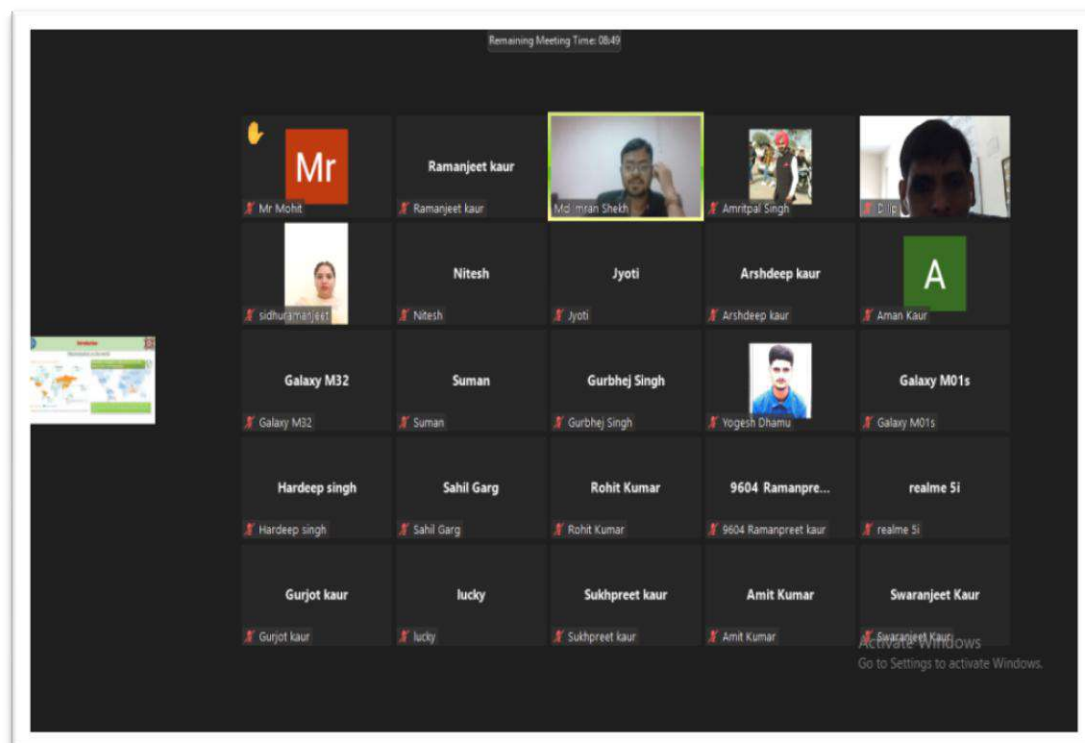 Remaining Meeting Time: 08:49
Mr
Mr Mohit
Ramanjeet kaur
Ramanjeet kaur
Md Imran Shekh
Amritpal Singh
Dilip
sidhuramanjeet
Nitesh
Nitesh
Jyoti
Jyoti
Arshdeep kaur
Arshdeep kaur
A
Aman Kaur
Introduction
Galaxy M32
Galaxy M32
Suman
Suman
Gurbhej Singh
Gurbhej Singh
Yogesh Dhamu
Galaxy M01s
Galaxy M01s
Hardeep singh
Hardeep singh
Sahil Garg
Sahil Garg
Rohit Kumar
Rohit Kumar
9604 Ramanpre...
9604 Ramanpreet kaur
realme 5i
realme 5i
Gurjot kaur
Gurjot kaur
lucky
lucky
Sukhpreet kaur
Sukhpreet kaur
Amit Kumar
Amit Kumar
Swaranjeet Kaur
Swaranjeet Kaur
Activate Windows
Go to Settings to activate Windows.